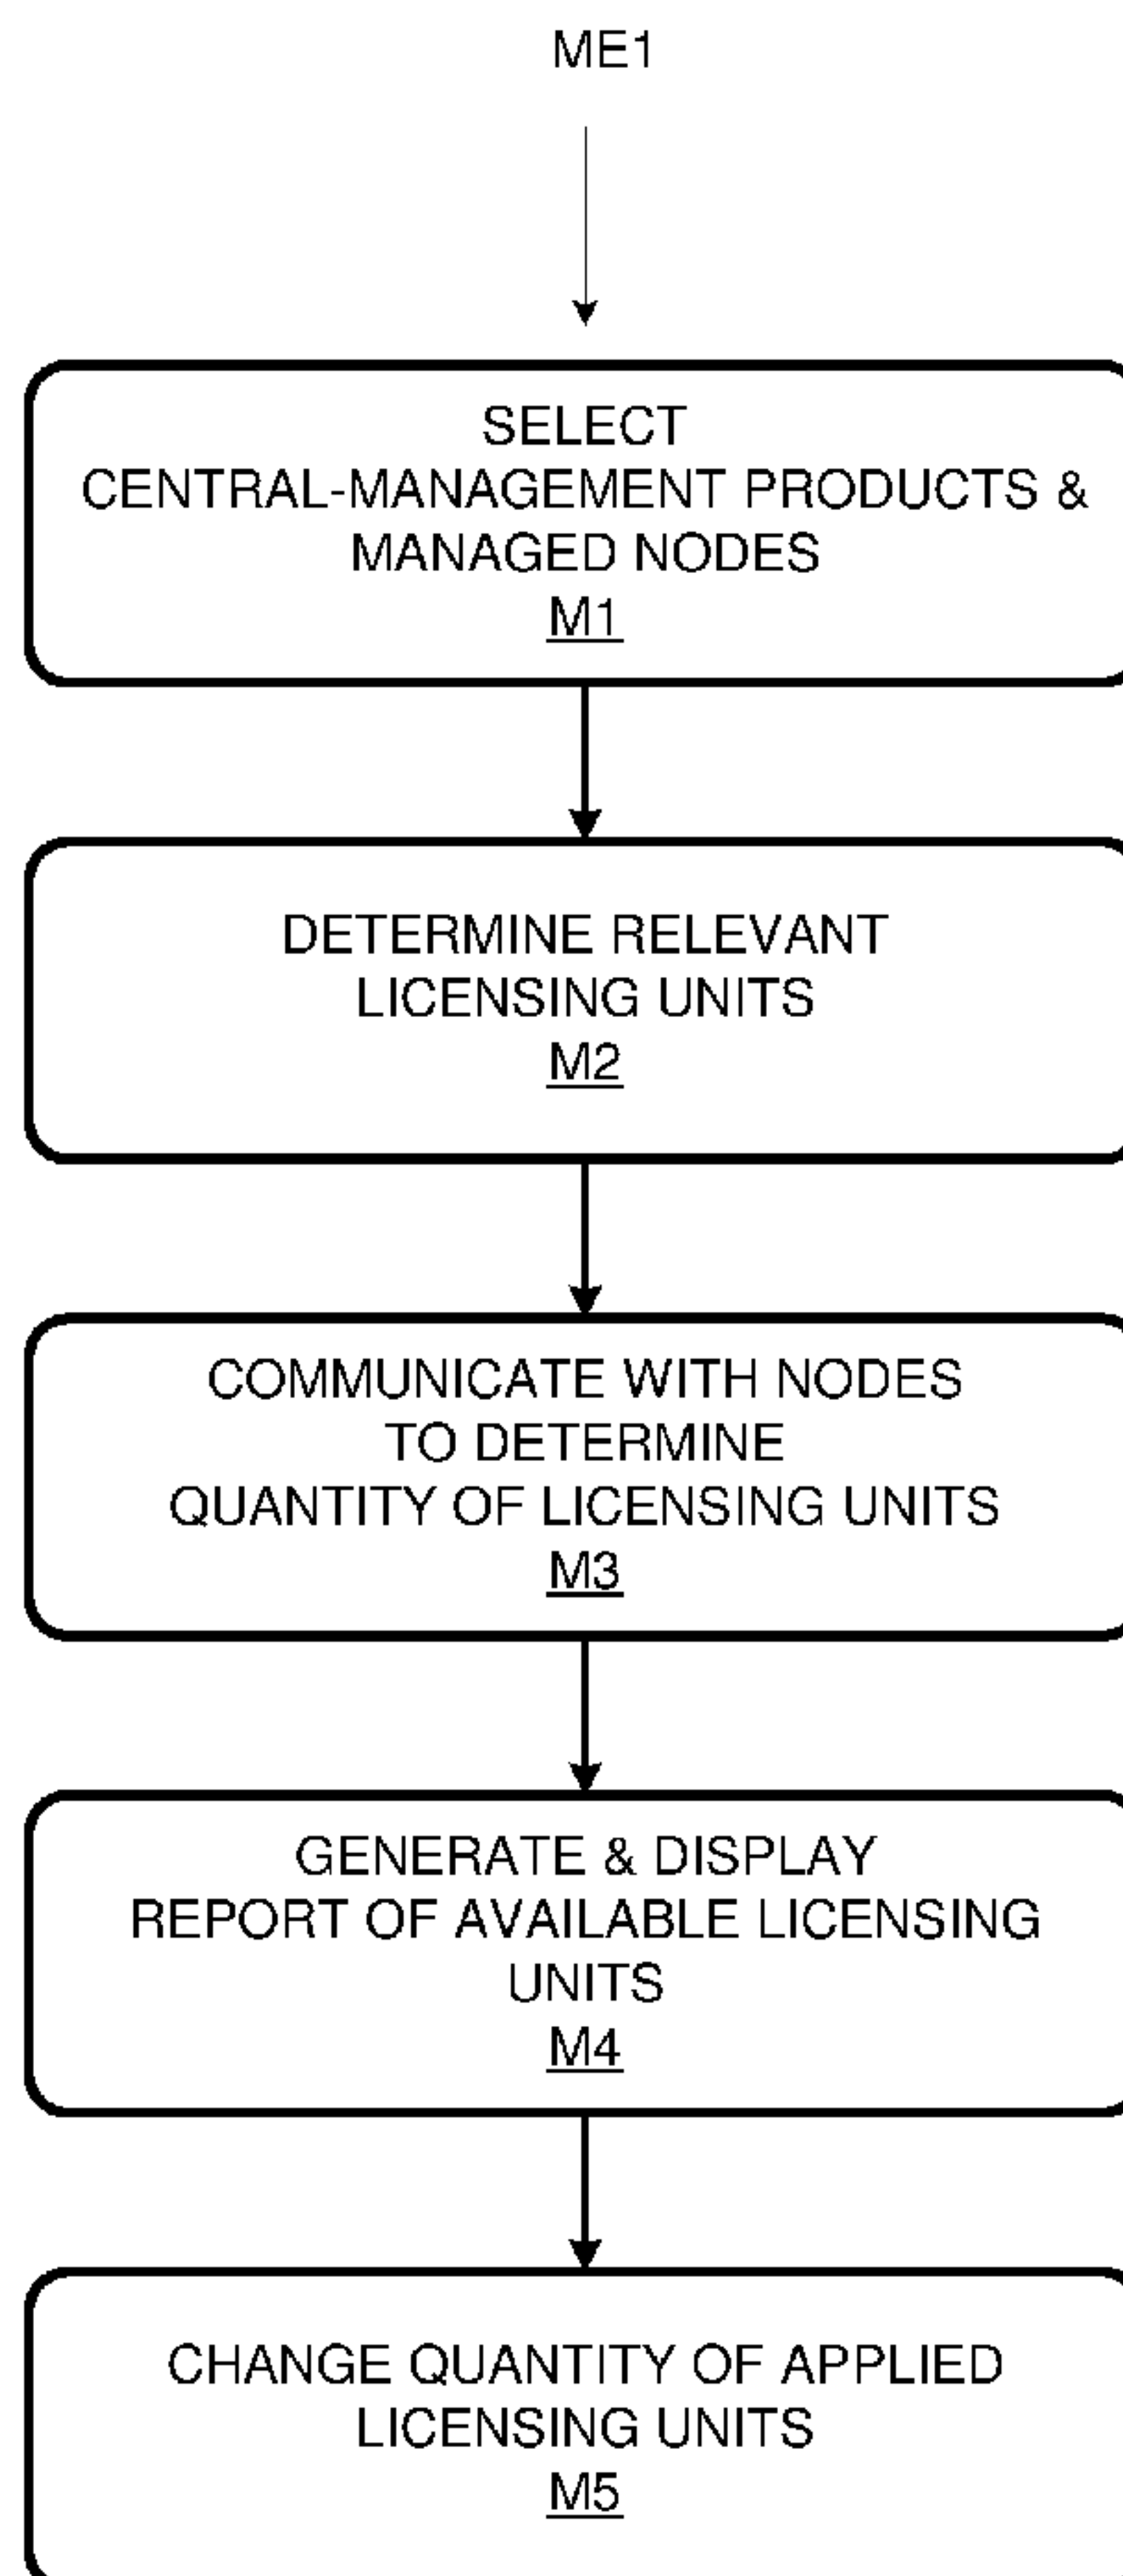 ME1
SELECT
CENTRAL-MANAGEMENT PRODUCTS &
MANAGED NODES
M1
DETERMINE RELEVANT
LICENSING UNITS
M2
COMMUNICATE WITH NODES
TO DETERMINE
QUANTITY OF LICENSING UNITS
M3
GENERATE & DISPLAY
REPORT OF AVAILABLE LICENSING
UNITS
M4
CHANGE QUANTITY OF APPLIED
LICENSING UNITS
M5